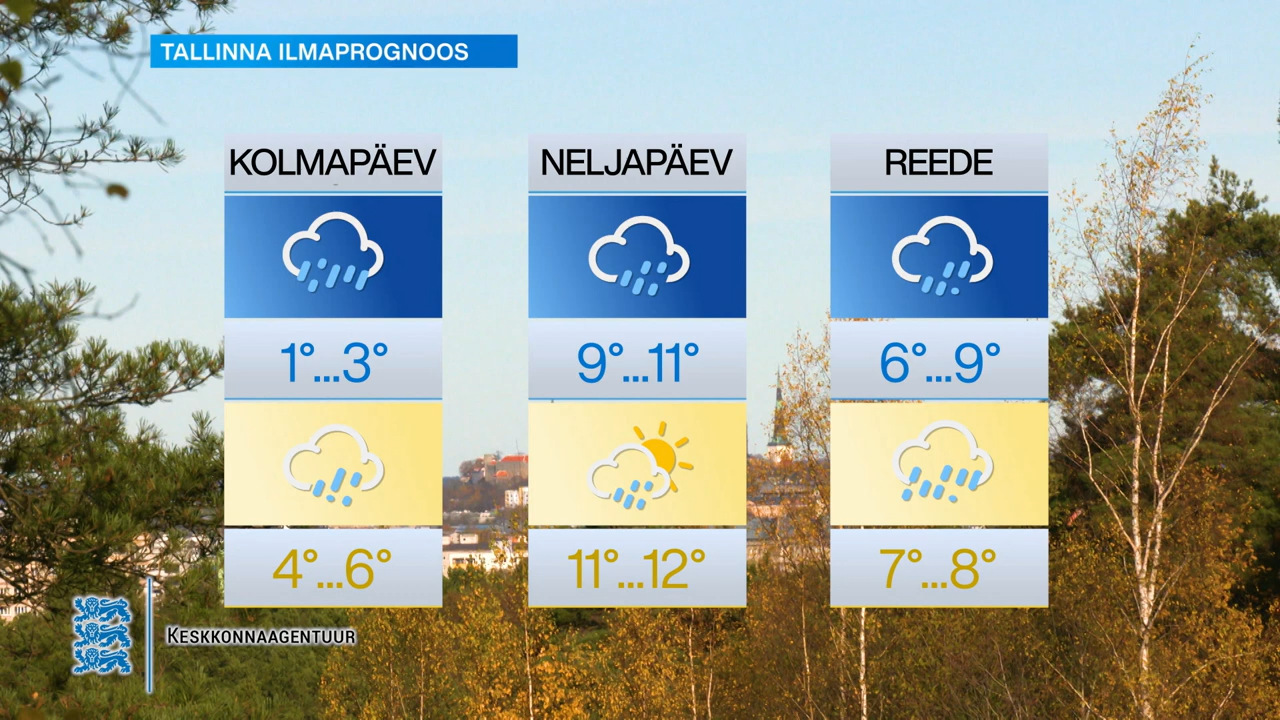 TALLINNA ILMAPROGNOOS
KOLMAPÄEV
1°...3°
4°...6°
NELJAPÄEV
9°...11°
11°...12°
REEDE
6°...9°
7°...8°
KESKKONNAAGENTUUR